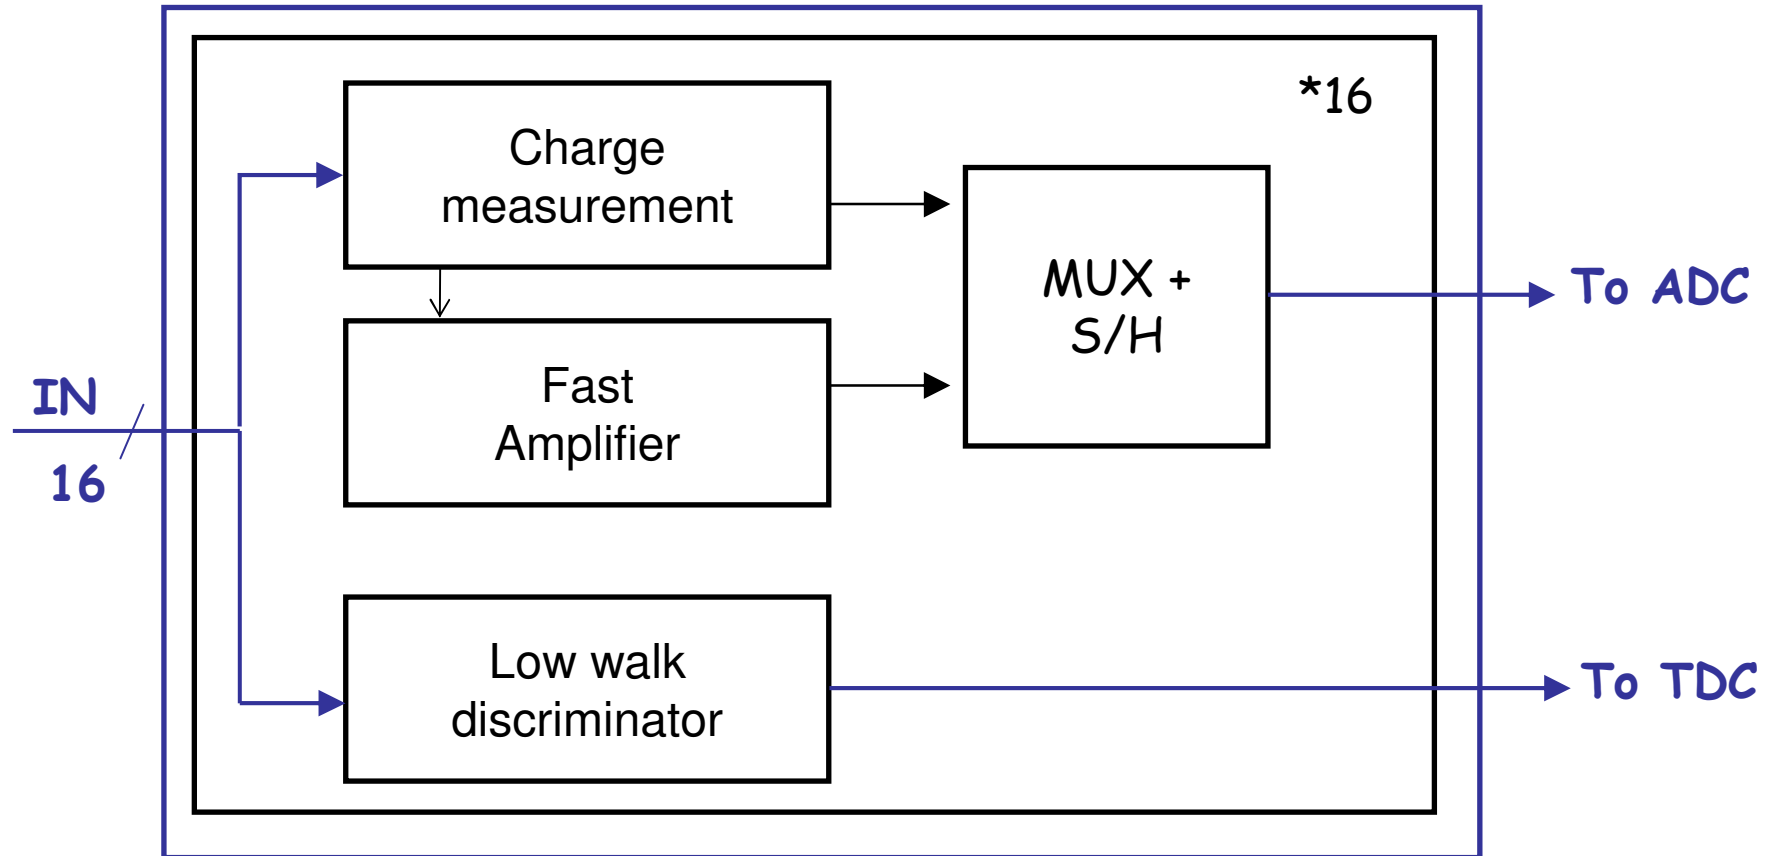 *16
Charge
measurement
MUX +
S/H
To ADC
Fast
Amplifier
IN
16
Low walk
discriminator
To TDC